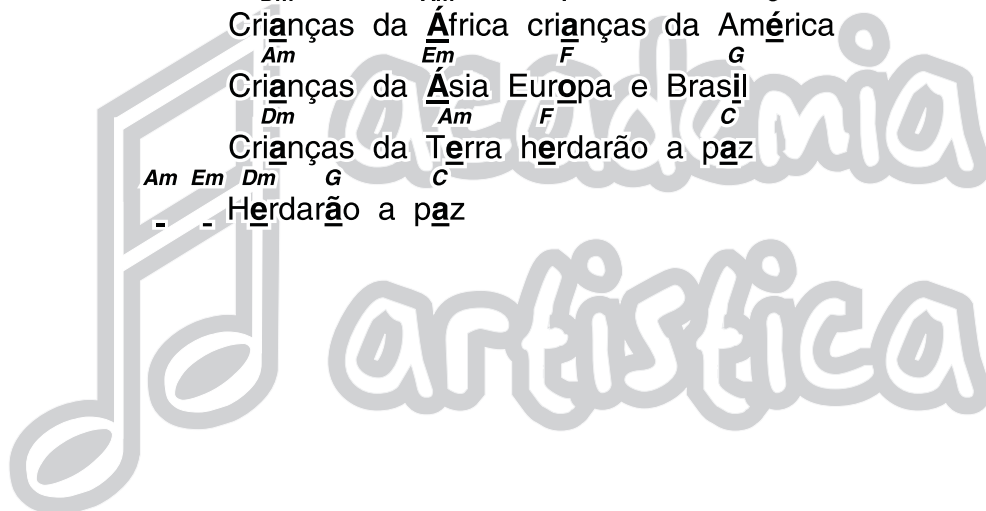 Crianças da África crianças da América
Am Em F G
Crianças da Ásia Europa e Brasil
Dm Am F C
Crianças da Terra herdarão a paz
Am Em Dm G C
- - Herdarão a paz
academia
artistica